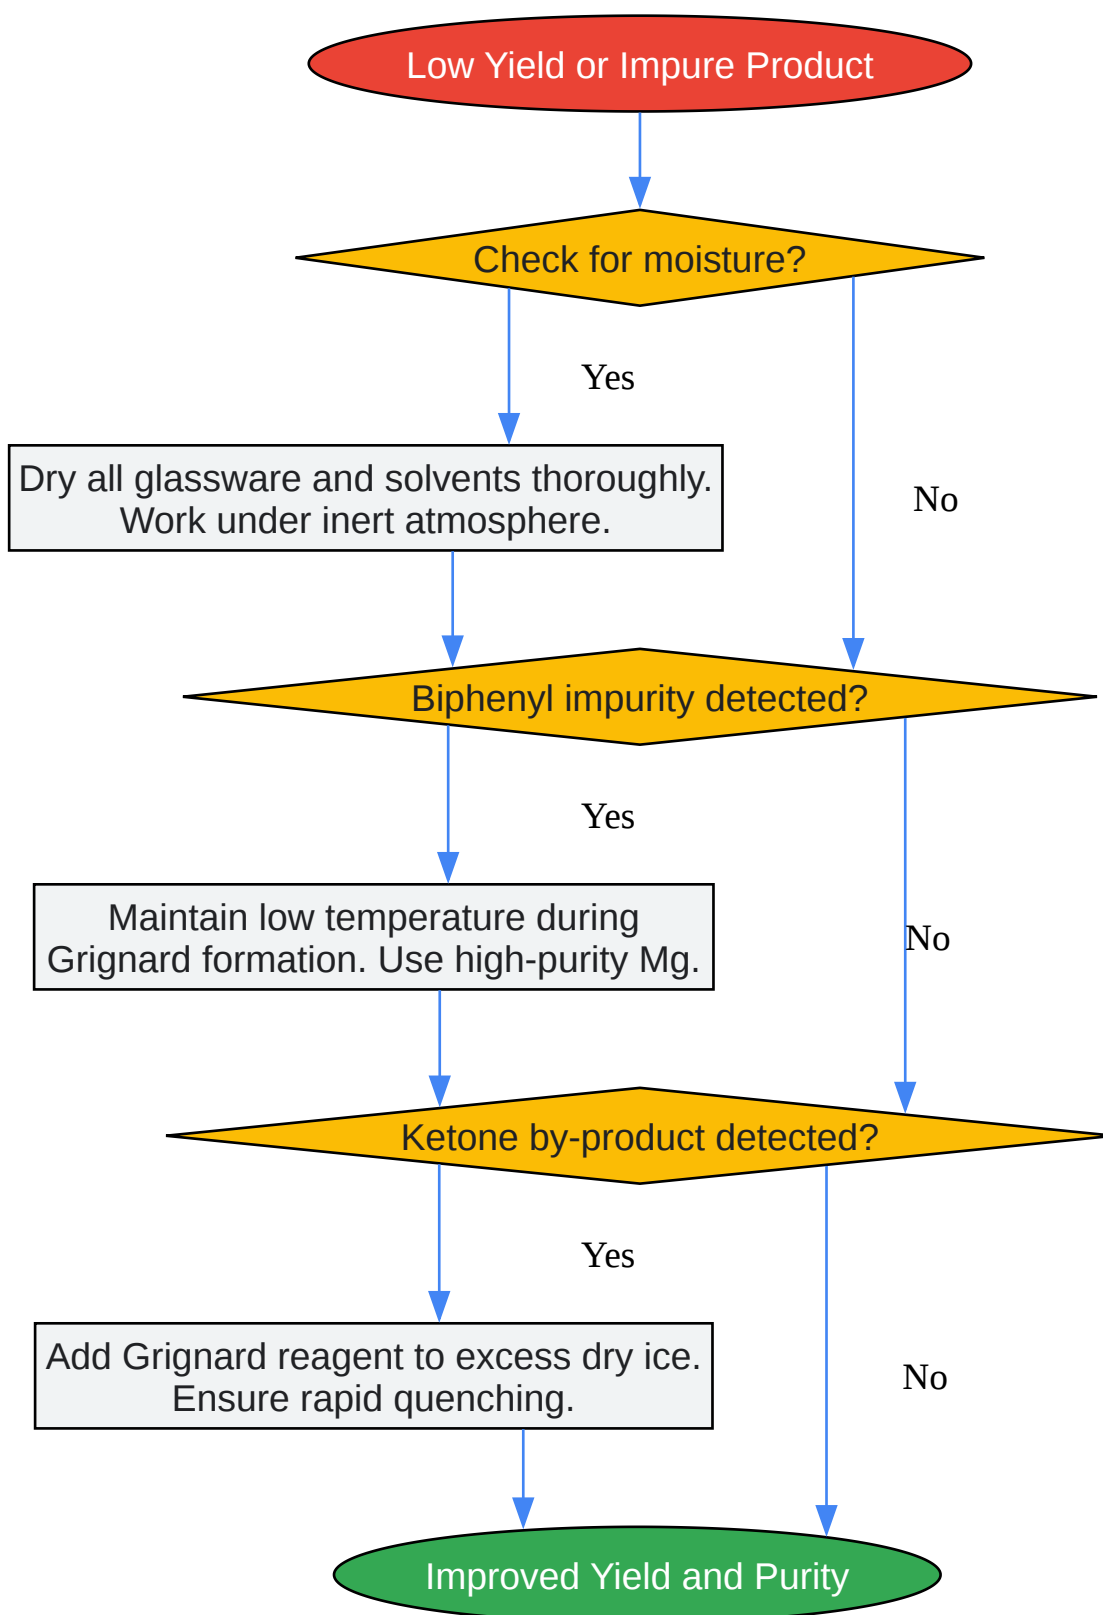 Low Yield or Impure Product
Check for moisture?
Yes
Dry all glassware and solvents thoroughly.
Work under inert atmosphere.
No
Biphenyl impurity detected?
Yes
Maintain low temperature during
Grignard formation. Use high-purity Mg.
No
Ketone by-product detected?
Yes
Add Grignard reagent to excess dry ice.
Ensure rapid quenching.
No
Improved Yield and Purity